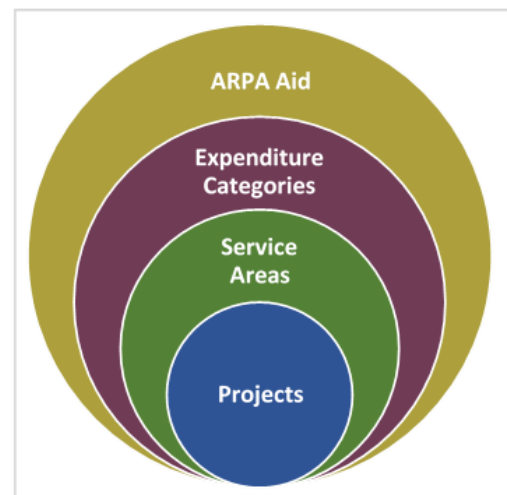 ARPA Aid
Expenditure
Categories
Service
Areas
Projects